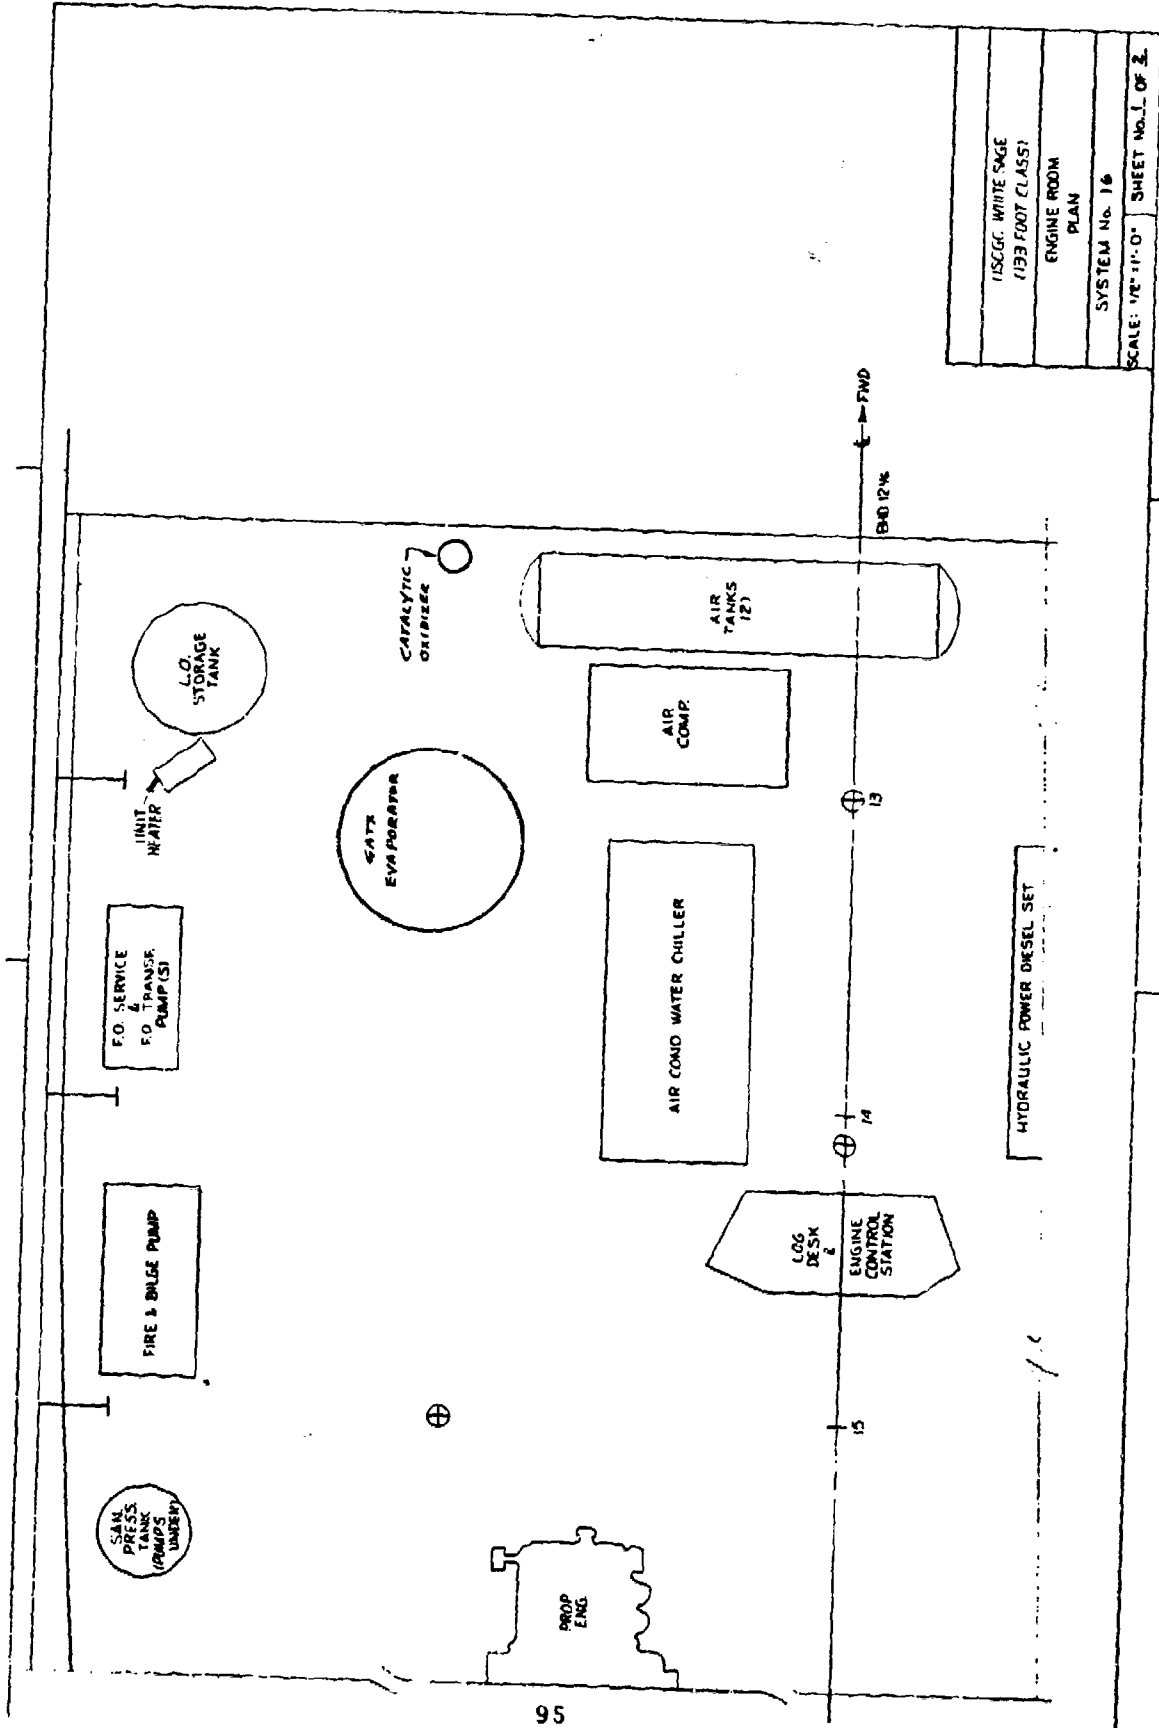 SAN.
PRESS.
TANK
(PUMPS
UNDER)
FIRE & BILGE PUMP
F.O. SERVICE
&
F.O. TRANSF.
PUMP(S)
UNIT
HEATER
L.O.
STORAGE
TANK
GATX
EVAPORATOR
CATALYTIC
OXIDIZER
PROP
ENG.
AIR COND WATER CHILLER
AIR
COMP.
AIR
TANKS
(2)
LOG
DESK
&
ENGINE
CONTROL
STATION
15
14
13
BHD 12¾
℄
FWD
HYDRAULIC POWER DIESEL SET
USCGC WHITE SAGE
(133 FOOT CLASS)
ENGINE ROOM
PLAN
SYSTEM No. 16
SCALE: 1/2"=1'-0" SHEET No. 1 OF 2
95